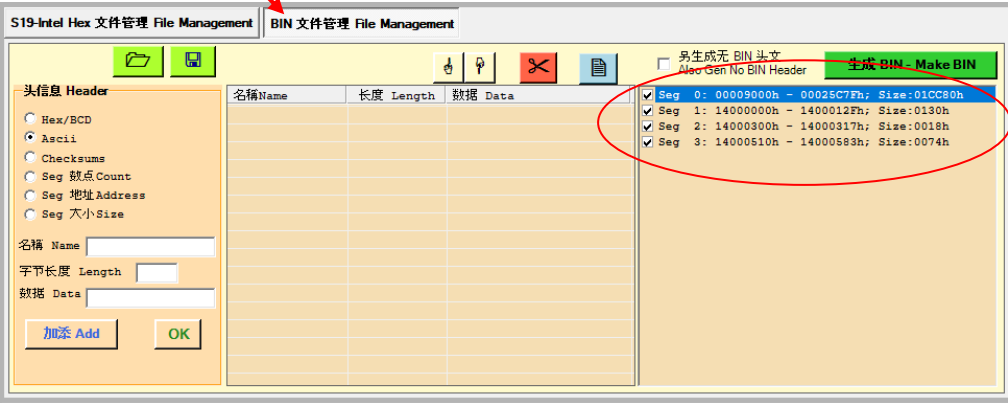 S19-Intel Hex 文件管理 File Management
BIN 文件管理 File Management
另生成无 BIN 头文
Also Gen No BIN Header
生成 BIN - Make BIN
头信息 Header
Hex/BCD
Ascii
Checksums
Seg 数点Count
Seg 地址Address
Seg 大小Size
名稱 Name
字节长度 Length
数据 Data
加添 Add
OK
名稱Name 长度 Length 数据 Data
Seg 0: 00009000h - 00025C7Fh; Size:01CC80h
Seg 1: 14000000h - 1400012Fh; Size:0130h
Seg 2: 14000300h - 14000317h; Size:0018h
Seg 3: 14000510h - 14000583h; Size:0074h